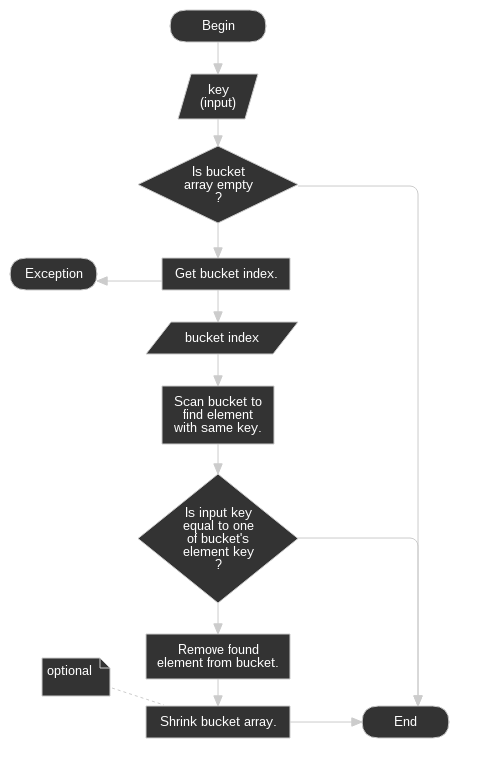 Begin
key
(input)
Is bucket
array empty
?
Exception
Get bucket index.
bucket index
Scan bucket to
find element
with same key.
Is input key
equal to one
of bucket's
element key
?
Remove found
element from bucket.
optional
Shrink bucket array.
End